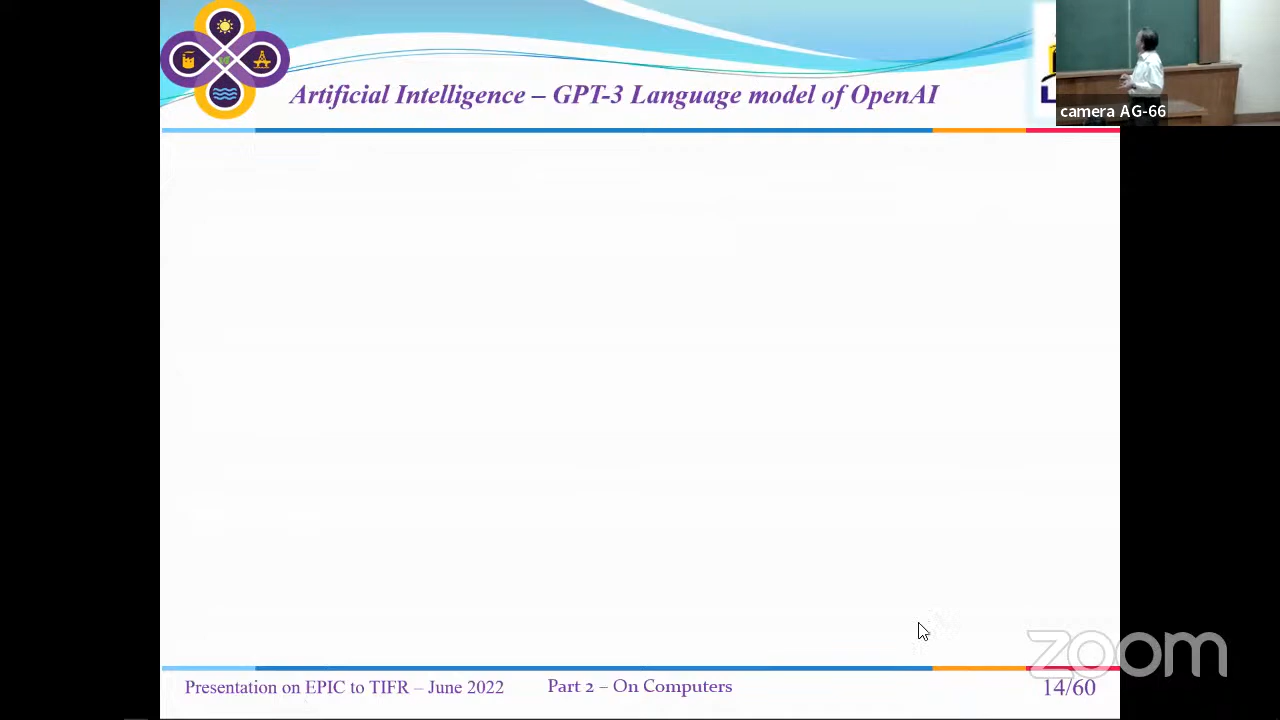 Artificial Intelligence – GPT-3 Language model of OpenAI
camera AG-66
Presentation on EPIC to TIFR – June 2022
Part 2 – On Computers
14/60
zoom